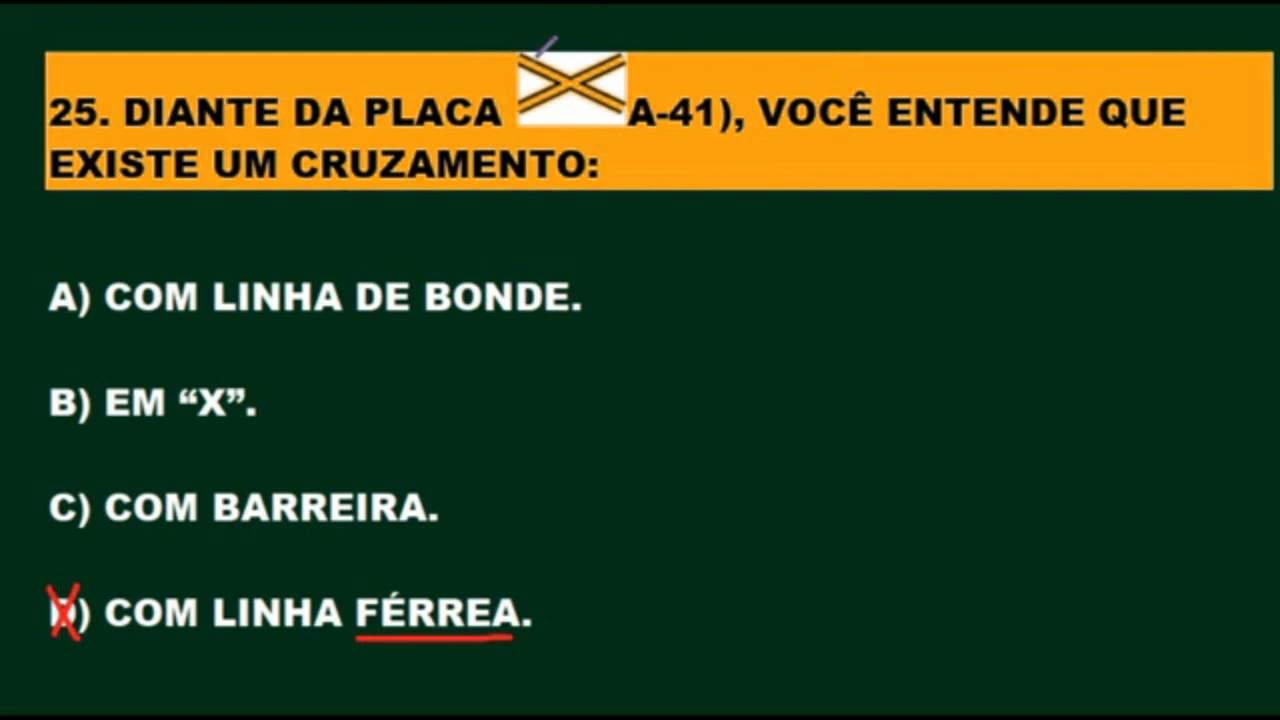 25. DIANTE DA PLACA A-41), VOCÊ ENTENDE QUE
EXISTE UM CRUZAMENTO:
A) COM LINHA DE BONDE.
B) EM “X”.
C) COM BARREIRA.
D) COM LINHA FÉRREA.